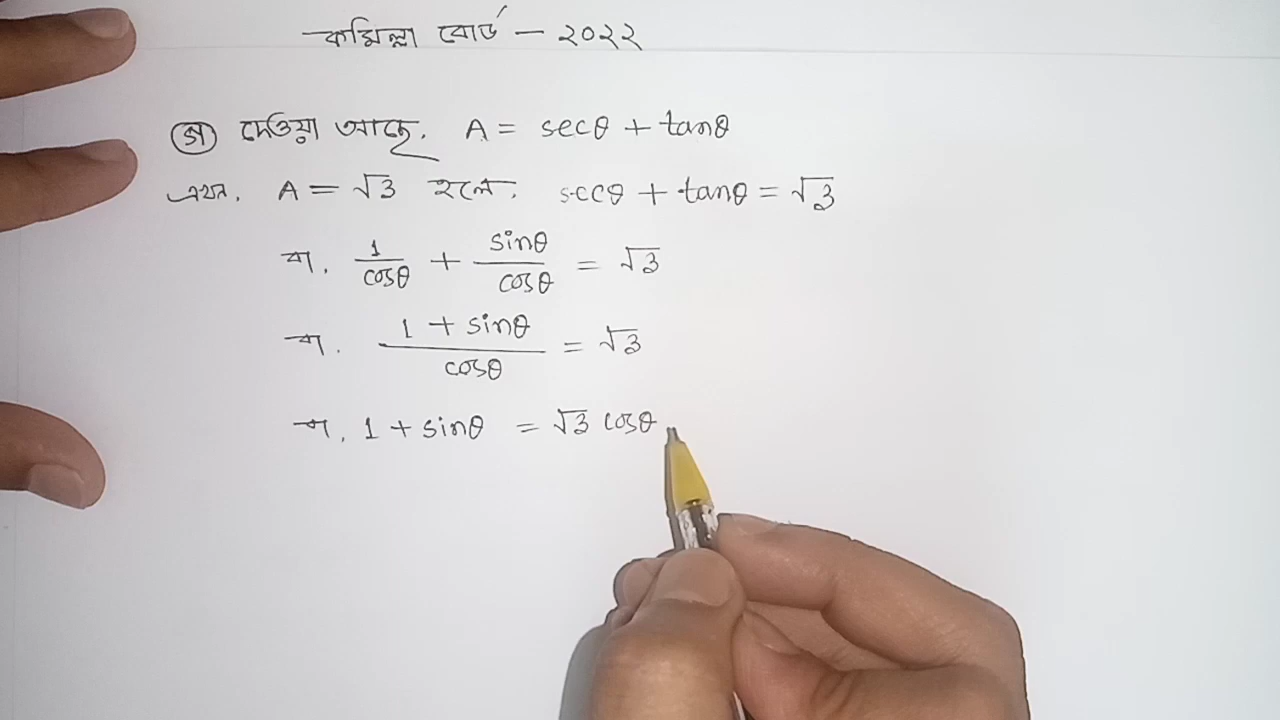 কুমিল্লা বোর্ড - ২০২২
গ দেওয়া আছে, A = secθ + tanθ
এখন, A = √3 হলে, secθ + tanθ = √3
বা, 1/cosθ + sinθ/cosθ = √3
বা, (1 + sinθ)/cosθ = √3
বা, 1 + sinθ = √3 cosθ